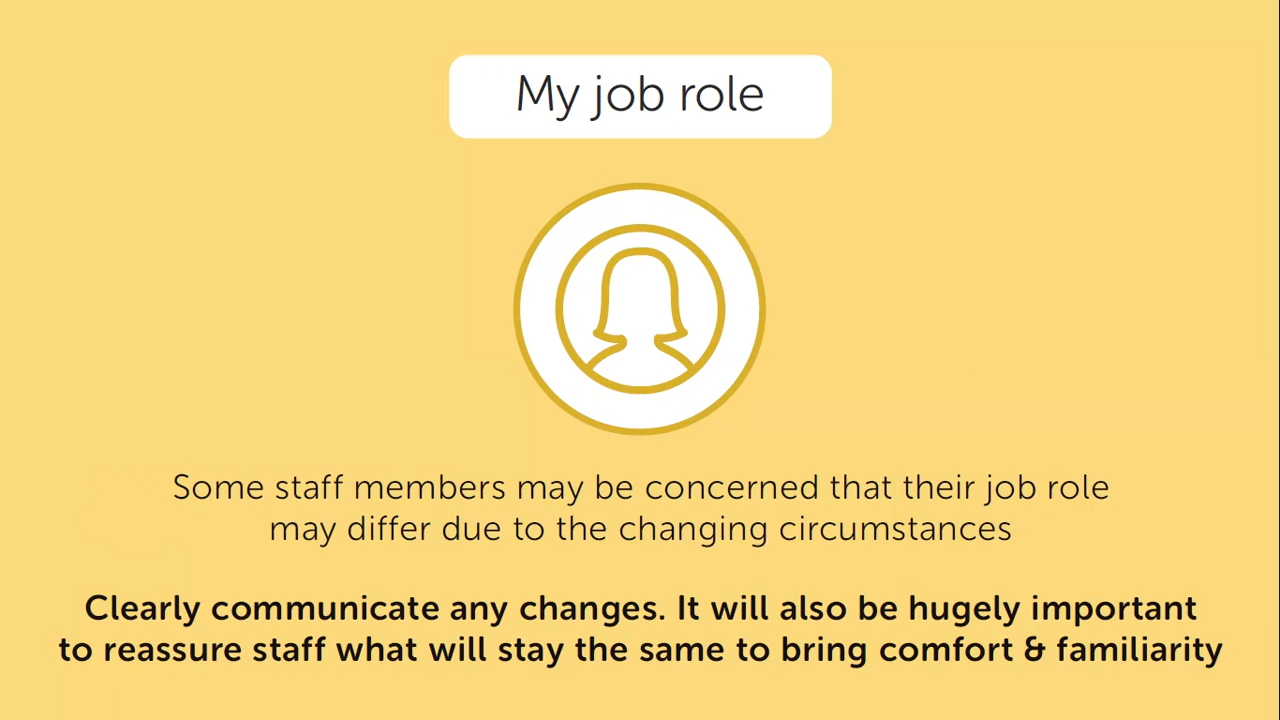 My job role
Some staff members may be concerned that their job role
may differ due to the changing circumstances
Clearly communicate any changes. It will also be hugely important
to reassure staff what will stay the same to bring comfort & familiarity